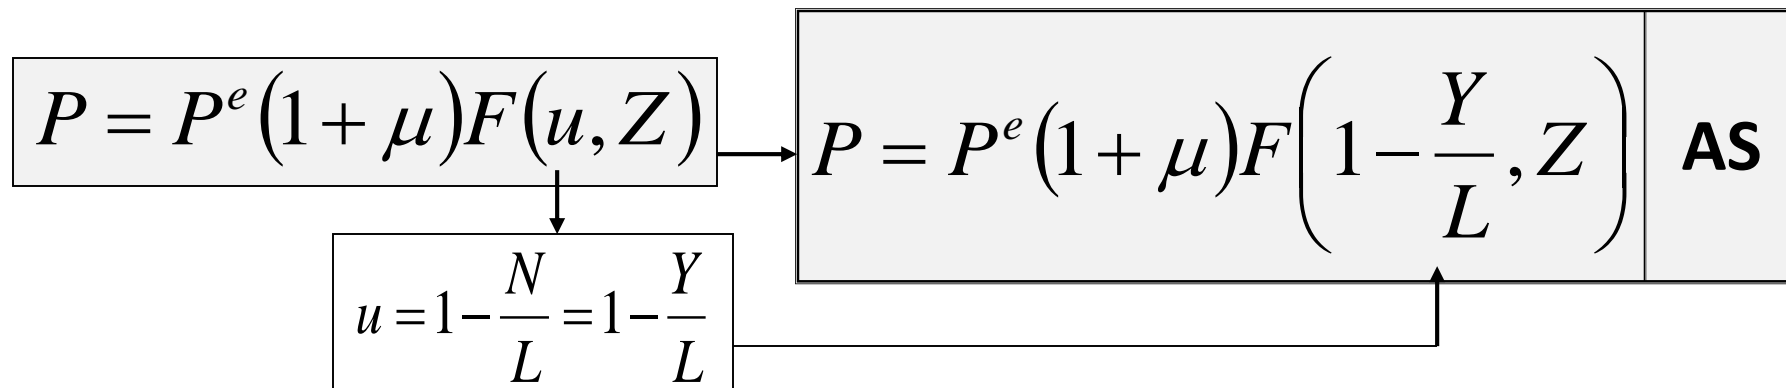 P = P^e (1 + μ) F(u, Z)
P = P^e (1 + μ) F(1 − Y/L, Z)
AS
u = 1 − N/L = 1 − Y/L